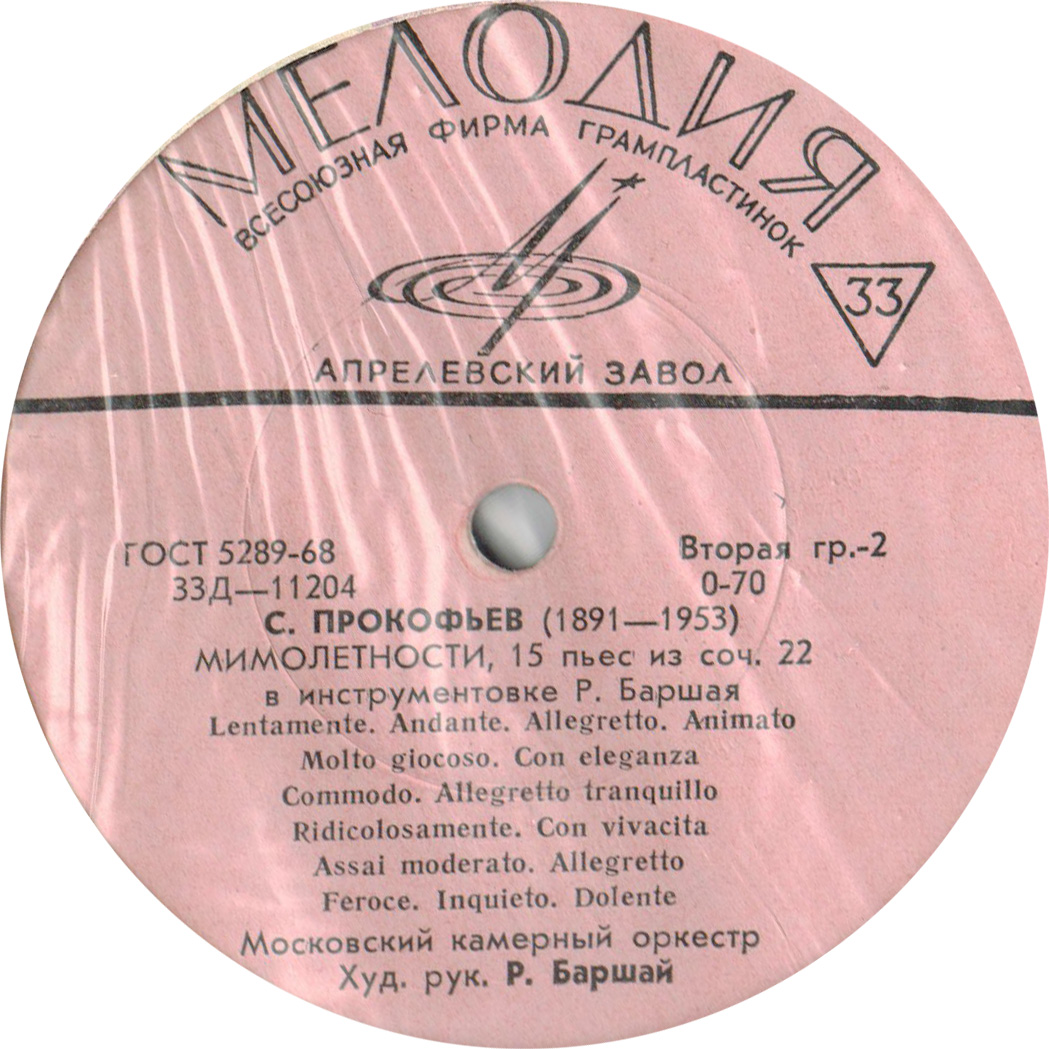 МЕЛОДИЯ
ВСЕСОЮЗНАЯ ФИРМА ГРАМПЛАСТИНОК
33
АПРЕЛЕВСКИЙ ЗАВОД
ГОСТ 5289-68 Вторая гр.-2
33Д—11204 0-70
С. ПРОКОФЬЕВ (1891—1953)
МИМОЛЕТНОСТИ, 15 пьес из соч. 22
в инструментовке Р. Баршая
Lentamente. Andante. Allegretto. Animato
Molto giocoso. Con eleganza
Commodo. Allegretto tranquillo
Ridicolosamente. Con vivacita
Assai moderato. Allegretto
Feroce. Inquieto. Dolente
Московский камерный оркестр
Худ. рук. Р. Баршай